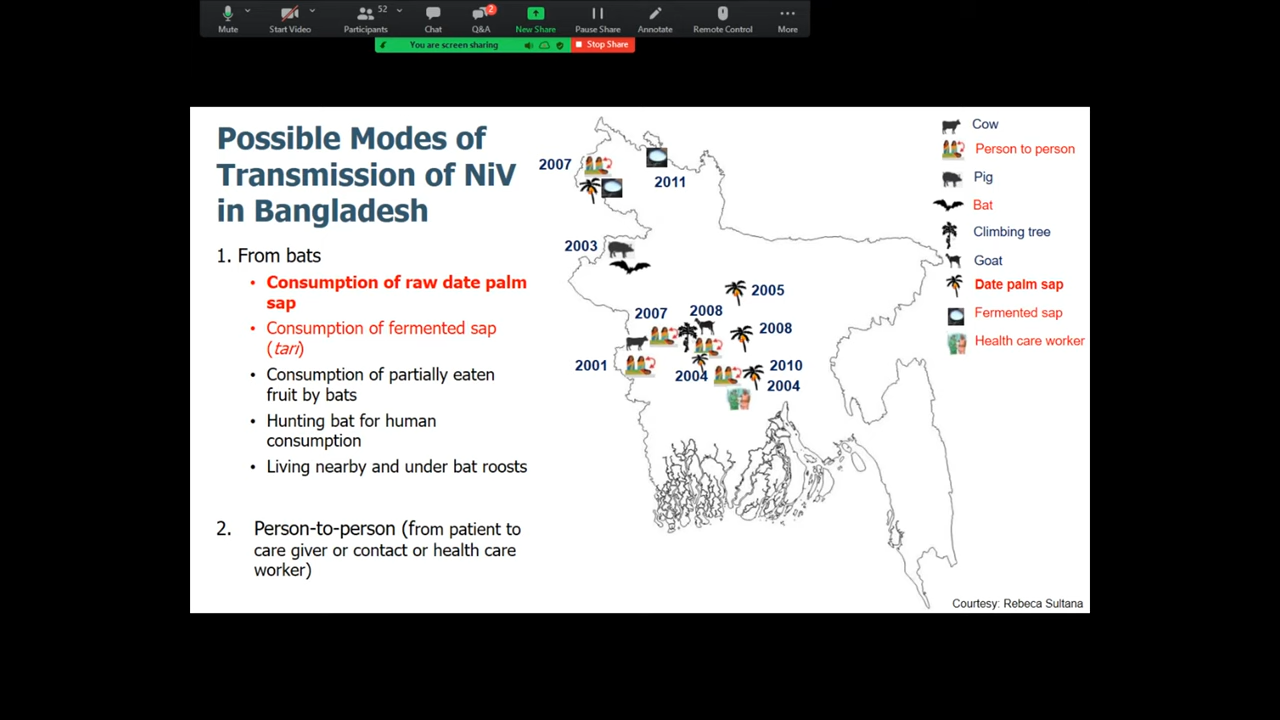 Mute
Start Video
Participants
52
Chat
Q&A
2
New Share
Pause Share
Annotate
Remote Control
More
You are screen sharing
Stop Share
Possible Modes of
Transmission of NiV
in Bangladesh
1. From bats
• Consumption of raw date palm
sap
• Consumption of fermented sap
(tari)
• Consumption of partially eaten
fruit by bats
• Hunting bat for human
consumption
• Living nearby and under bat roosts
2. Person-to-person (from patient to
care giver or contact or health care
worker)
2007
2011
2003
2005
2007
2008
2008
2001
2004
2010
2004
Cow
Person to person
Pig
Bat
Climbing tree
Goat
Date palm sap
Fermented sap
Health care worker
Courtesy: Rebeca Sultana